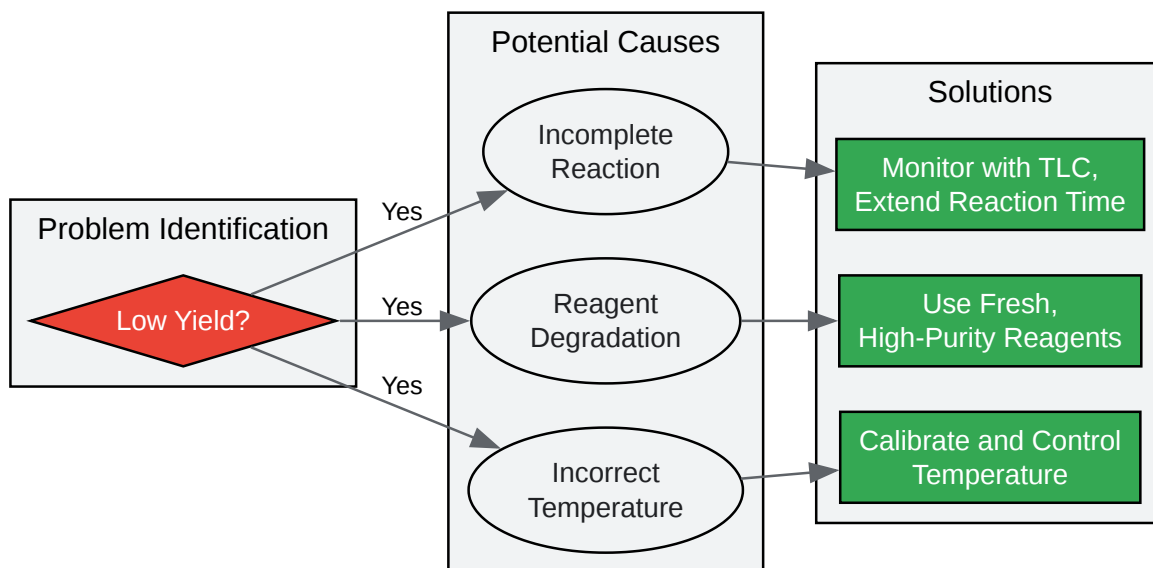 Problem Identification
Low Yield?
Yes
Yes
Yes
Potential Causes
Incomplete
Reaction
Reagent
Degradation
Incorrect
Temperature
Solutions
Monitor with TLC,
Extend Reaction Time
Use Fresh,
High-Purity Reagents
Calibrate and Control
Temperature